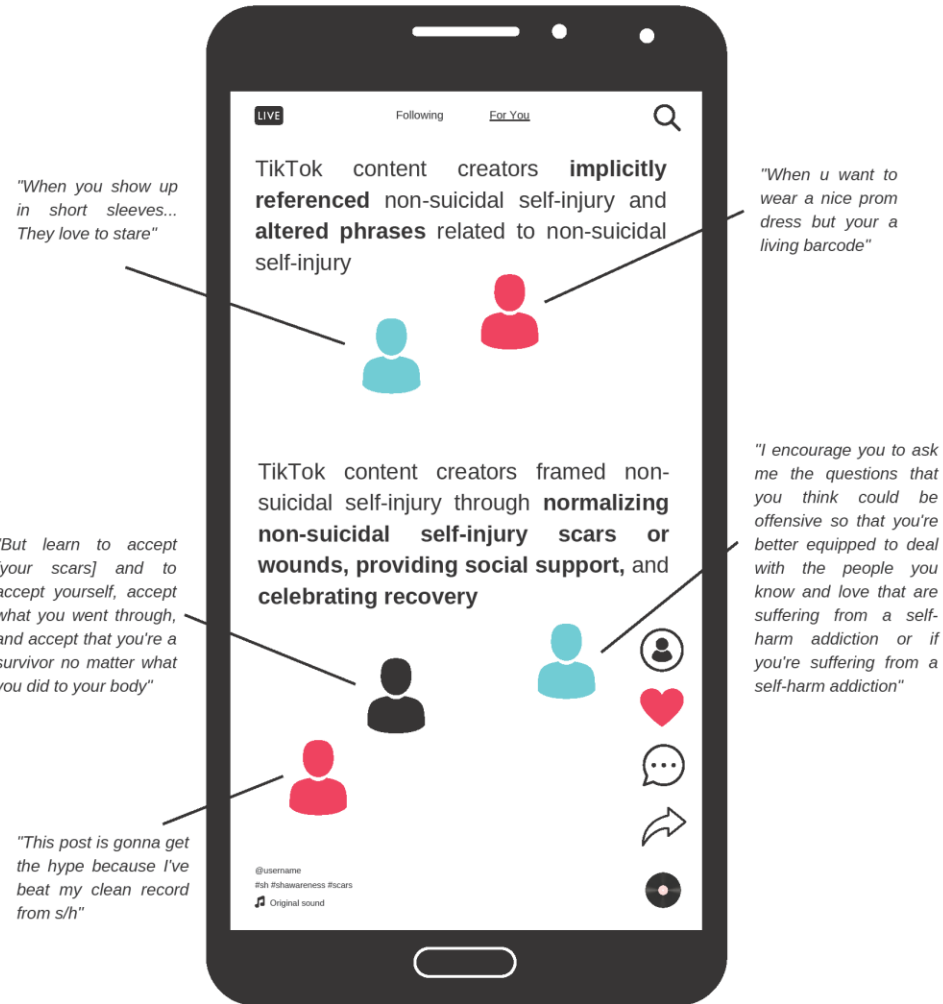 LIVE
Following
For You
TikTok content creators implicitly
referenced non-suicidal self-injury and
altered phrases related to non-suicidal
self-injury
"When you show up
in short sleeves...
They love to stare"
"When u want to
wear a nice prom
dress but your a
living barcode"
TikTok content creators framed non-
suicidal self-injury through normalizing
non-suicidal self-injury scars or
wounds, providing social support, and
celebrating recovery
"But learn to accept
[your scars] and to
accept yourself, accept
what you went through,
and accept that you're a
survivor no matter what
you did to your body"
"I encourage you to ask
me the questions that
you think could be
offensive so that you're
better equipped to deal
with the people you
know and love that are
suffering from a self-
harm addiction or if
you're suffering from a
self-harm addiction"
"This post is gonna get
the hype because I've
beat my clean record
from s/h"
@username
#sh #shawareness #scars
Original sound